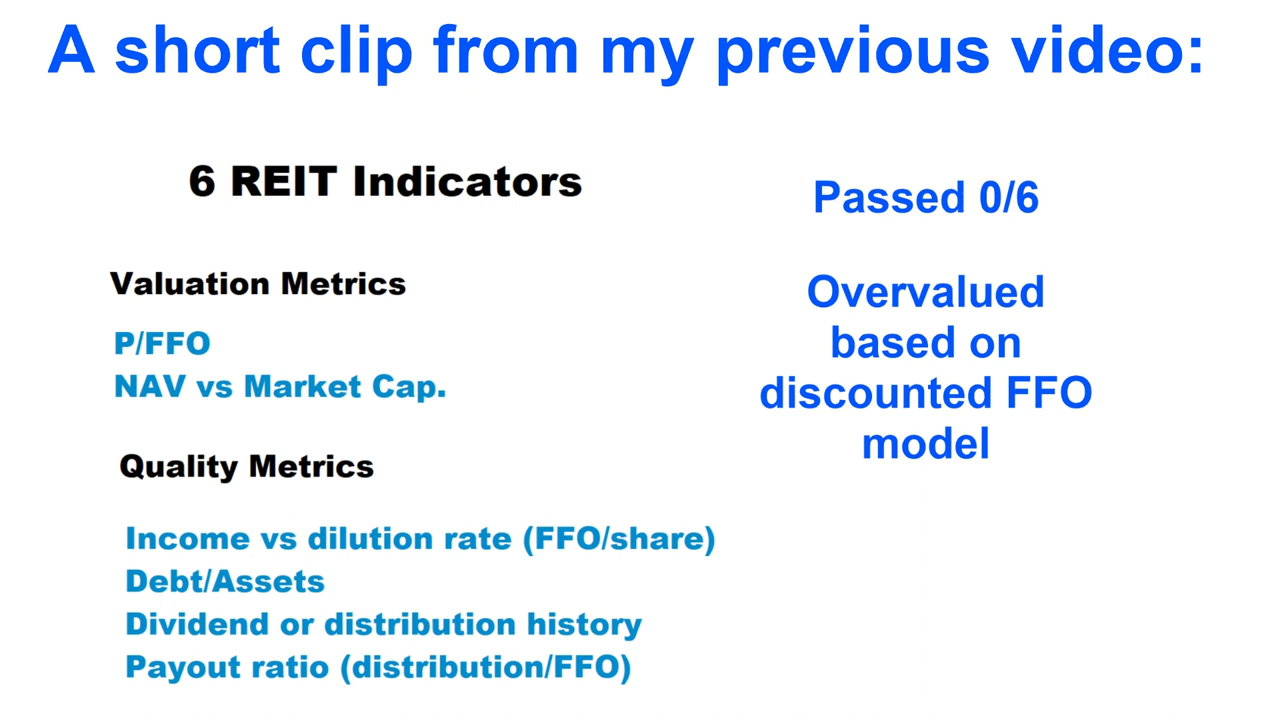 A short clip from my previous video:
6 REIT Indicators
Valuation Metrics
P/FFO
NAV vs Market Cap.
Quality Metrics
Income vs dilution rate (FFO/share)
Debt/Assets
Dividend or distribution history
Payout ratio (distribution/FFO)
Passed 0/6
Overvalued
based on
discounted FFO
model